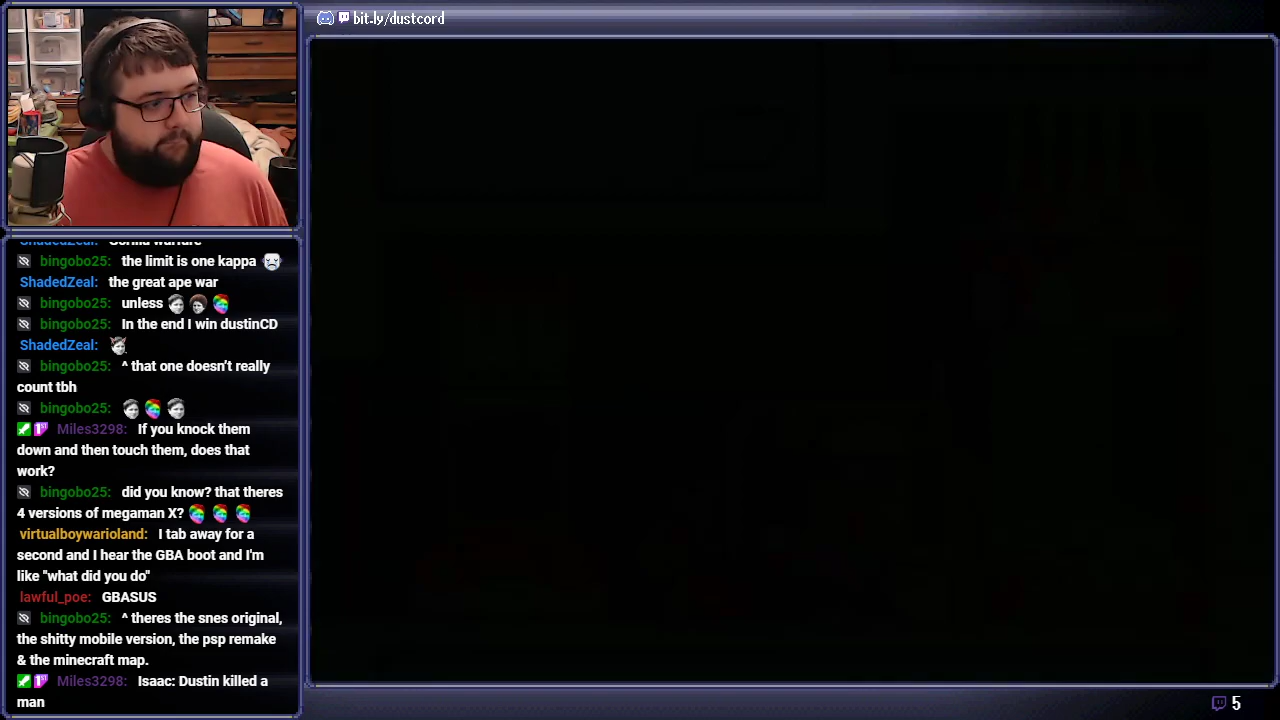 bit.ly/dustcord
ShadedZeal: Gorilla warfare
bingobo25: the limit is one kappa
ShadedZeal: the great ape war
bingobo25: unless
bingobo25: In the end I win dustinCD
ShadedZeal:
bingobo25: ^ that one doesn't really
count tbh
bingobo25:
Miles3298: If you knock them
down and then touch them, does that
work?
bingobo25: did you know? that theres
4 versions of megaman X?
virtualboywarioland: I tab away for a
second and I hear the GBA boot and I'm
like "what did you do"
lawful_poe: GBASUS
bingobo25: ^ theres the snes original,
the shitty mobile version, the psp remake
& the minecraft map.
Miles3298: Isaac: Dustin killed a
man
5